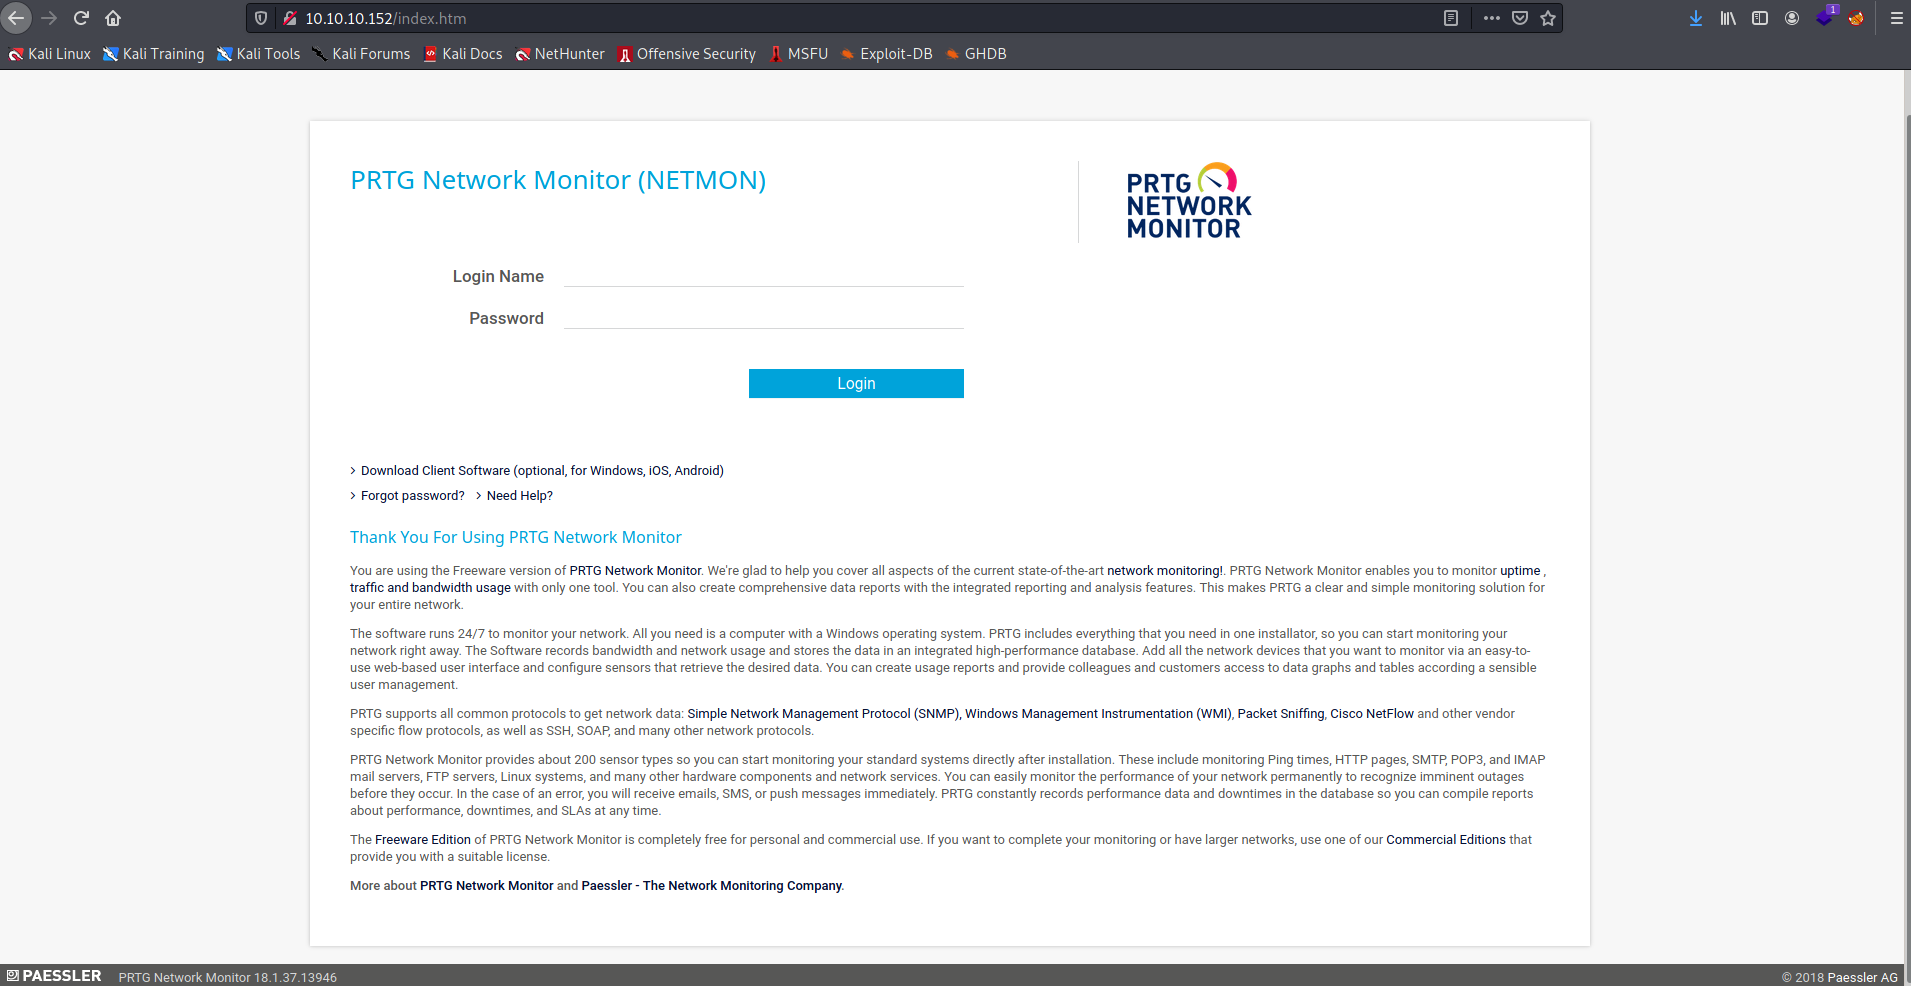 10.10.10.152/index.htm
1
Kali Linux Kali Training Kali Tools Kali Forums Kali Docs NetHunter Offensive Security MSFU Exploit-DB GHDB
PRTG Network Monitor (NETMON)
PRTG
NETWORK
MONITOR
Login Name
Password
Login
Download Client Software (optional, for Windows, iOS, Android)
Forgot password? Need Help?
Thank You For Using PRTG Network Monitor
You are using the Freeware version of PRTG Network Monitor. We're glad to help you cover all aspects of the current state-of-the-art network monitoring!. PRTG Network Monitor enables you to monitor uptime ,
traffic and bandwidth usage with only one tool. You can also create comprehensive data reports with the integrated reporting and analysis features. This makes PRTG a clear and simple monitoring solution for
your entire network.
The software runs 24/7 to monitor your network. All you need is a computer with a Windows operating system. PRTG includes everything that you need in one installator, so you can start monitoring your
network right away. The Software records bandwidth and network usage and stores the data in an integrated high-performance database. Add all the network devices that you want to monitor via an easy-to-
use web-based user interface and configure sensors that retrieve the desired data. You can create usage reports and provide colleagues and customers access to data graphs and tables according a sensible
user management.
PRTG supports all common protocols to get network data: Simple Network Management Protocol (SNMP), Windows Management Instrumentation (WMI), Packet Sniffing, Cisco NetFlow and other vendor
specific flow protocols, as well as SSH, SOAP, and many other network protocols.
PRTG Network Monitor provides about 200 sensor types so you can start monitoring your standard systems directly after installation. These include monitoring Ping times, HTTP pages, SMTP, POP3, and IMAP
mail servers, FTP servers, Linux systems, and many other hardware components and network services. You can easily monitor the performance of your network permanently to recognize imminent outages
before they occur. In the case of an error, you will receive emails, SMS, or push messages immediately. PRTG constantly records performance data and downtimes in the database so you can compile reports
about performance, downtimes, and SLAs at any time.
The Freeware Edition of PRTG Network Monitor is completely free for personal and commercial use. If you want to complete your monitoring or have larger networks, use one of our Commercial Editions that
provide you with a suitable license.
More about PRTG Network Monitor and Paessler - The Network Monitoring Company.
PAESSLER PRTG Network Monitor 18.1.37.13946 © 2018 Paessler AG